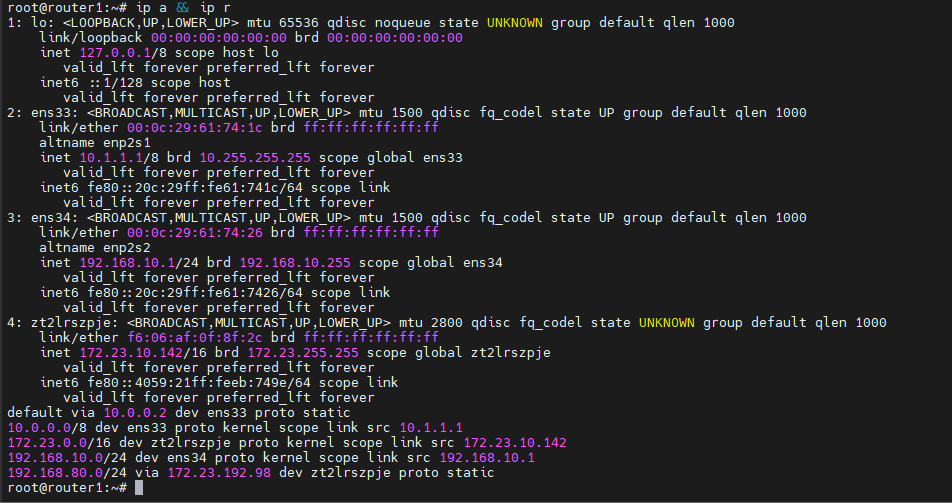 root@router1:~# ip a && ip r
1: lo: <LOOPBACK,UP,LOWER_UP> mtu 65536 qdisc noqueue state UNKNOWN group default qlen 1000
    link/loopback 00:00:00:00:00:00 brd 00:00:00:00:00:00
    inet 127.0.0.1/8 scope host lo
       valid_lft forever preferred_lft forever
    inet6 ::1/128 scope host
       valid_lft forever preferred_lft forever
2: ens33: <BROADCAST,MULTICAST,UP,LOWER_UP> mtu 1500 qdisc fq_codel state UP group default qlen 1000
    link/ether 00:0c:29:61:74:1c brd ff:ff:ff:ff:ff:ff
    altname enp2s1
    inet 10.1.1.1/8 brd 10.255.255.255 scope global ens33
       valid_lft forever preferred_lft forever
    inet6 fe80::20c:29ff:fe61:741c/64 scope link
       valid_lft forever preferred_lft forever
3: ens34: <BROADCAST,MULTICAST,UP,LOWER_UP> mtu 1500 qdisc fq_codel state UP group default qlen 1000
    link/ether 00:0c:29:61:74:26 brd ff:ff:ff:ff:ff:ff
    altname enp2s2
    inet 192.168.10.1/24 brd 192.168.10.255 scope global ens34
       valid_lft forever preferred_lft forever
    inet6 fe80::20c:29ff:fe61:7426/64 scope link
       valid_lft forever preferred_lft forever
4: zt2lrszpje: <BROADCAST,MULTICAST,UP,LOWER_UP> mtu 2800 qdisc fq_codel state UNKNOWN group default qlen 1000
    link/ether f6:06:af:0f:8f:2c brd ff:ff:ff:ff:ff:ff
    inet 172.23.10.142/16 brd 172.23.255.255 scope global zt2lrszpje
       valid_lft forever preferred_lft forever
    inet6 fe80::4059:21ff:feeb:749e/64 scope link
       valid_lft forever preferred_lft forever
default via 10.0.0.2 dev ens33 proto static
10.0.0.0/8 dev ens33 proto kernel scope link src 10.1.1.1
172.23.0.0/16 dev zt2lrszpje proto kernel scope link src 172.23.10.142
192.168.10.0/24 dev ens34 proto kernel scope link src 192.168.10.1
192.168.80.0/24 via 172.23.192.98 dev zt2lrszpje proto static
root@router1:~#